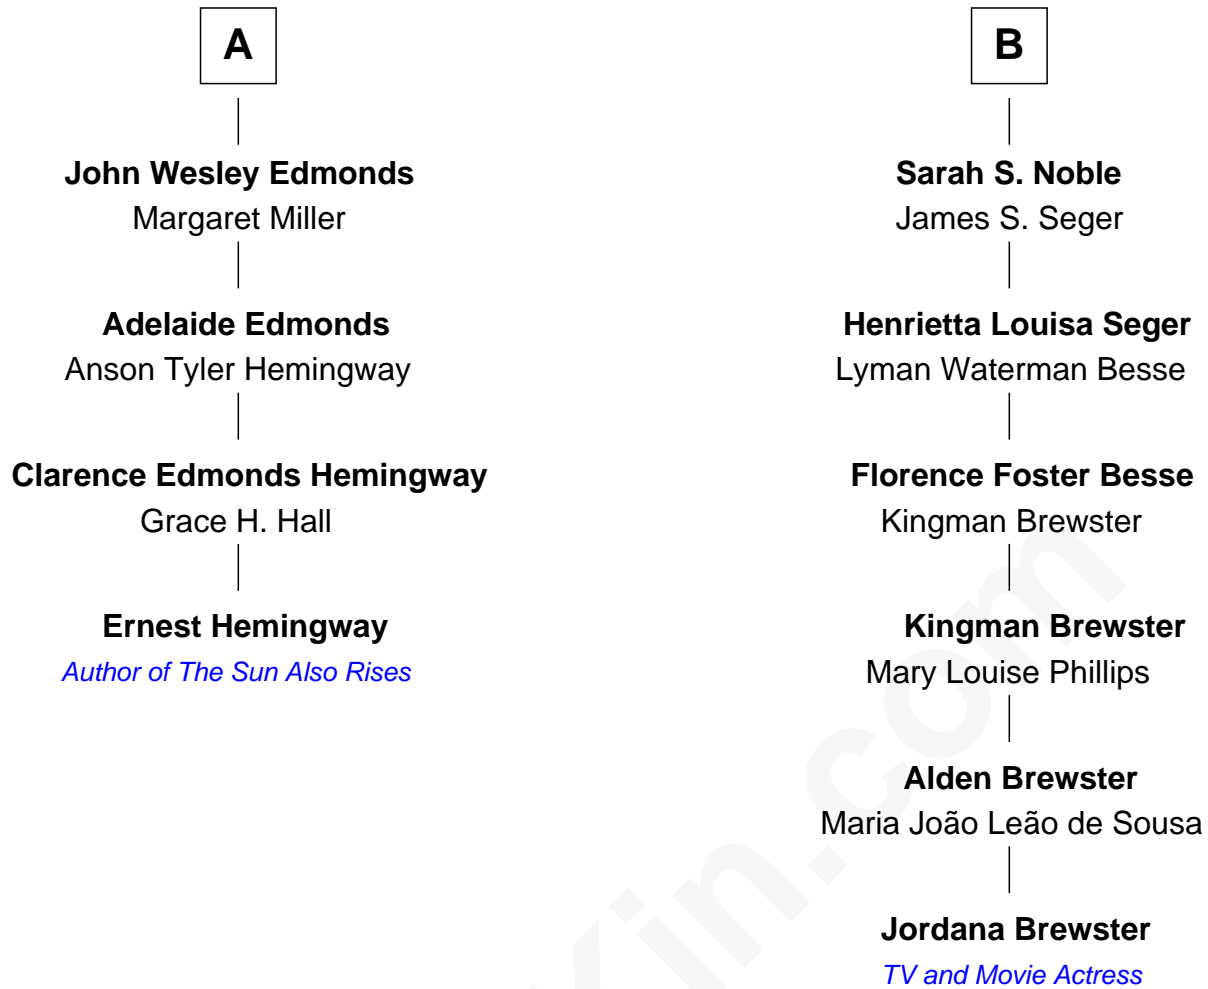 A
John Wesley Edmonds
Margaret Miller
Adelaide Edmonds
Anson Tyler Hemingway
Clarence Edmonds Hemingway
Grace H. Hall
Ernest Hemingway
Author of The Sun Also Rises
B
Sarah S. Noble
James S. Seger
Henrietta Louisa Seger
Lyman Waterman Besse
Florence Foster Besse
Kingman Brewster
Kingman Brewster
Mary Louise Phillips
Alden Brewster
Maria João Leão de Sousa
Jordana Brewster
TV and Movie Actress
Kin.com